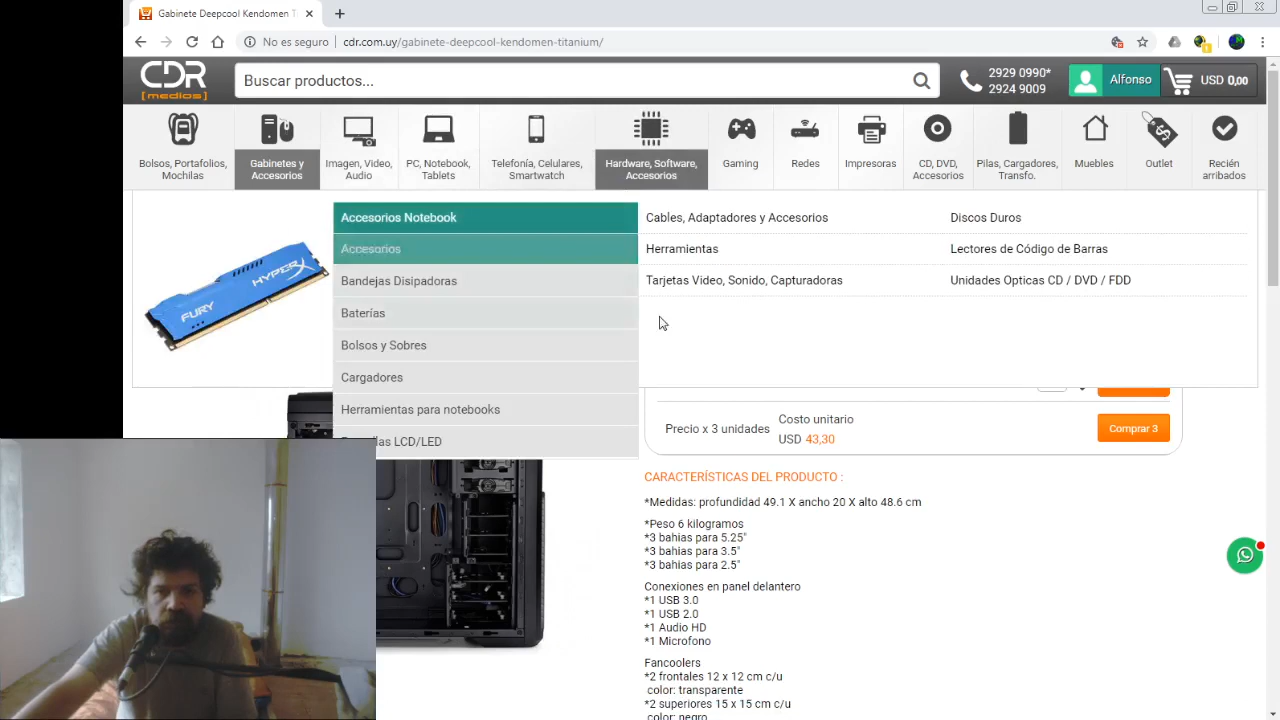 Gabinete Deepcool Kendomen Ti
No es seguro | cdr.com.uy/gabinete-deepcool-kendomen-titanium/
CDR
[medios]
Buscar productos...
2929 0990*
2924 9009
Alfonso
USD 0,00
Bolsos, Portafolios, Mochilas
Gabinetes y Accesorios
Imagen, Video, Audio
PC, Notebook, Tablets
Telefonía, Celulares, Smartwatch
Hardware, Software, Accesorios
Gaming
Redes
Impresoras
CD, DVD, Accesorios
Pilas, Cargadores, Transfo.
Muebles
Outlet
Recién arribados
FURY
HYPERX
Accesorios Notebook
Accesorios
Bandejas Disipadoras
Baterías
Bolsos y Sobres
Cargadores
Herramientas para notebooks
LCD/LED
Cables, Adaptadores y Accesorios
Discos Duros
Herramientas
Lectores de Código de Barras
Tarjetas Video, Sonido, Capturadoras
Unidades Opticas CD / DVD / FDD
Precio x 3 unidades
Costo unitario
USD 43,30
Comprar 3
CARACTERÍSTICAS DEL PRODUCTO :
*Medidas: profundidad 49.1 X ancho 20 X alto 48.6 cm
*Peso 6 kilogramos
*3 bahias para 5.25"
*3 bahias para 3.5"
*3 bahias para 2.5"
Conexiones en panel delantero
*1 USB 3.0
*1 USB 2.0
*1 Audio HD
*1 Microfono
Fancoolers
*2 frontales 12 x 12 cm c/u
color: transparente
*2 superiores 15 x 15 cm c/u
color: negro